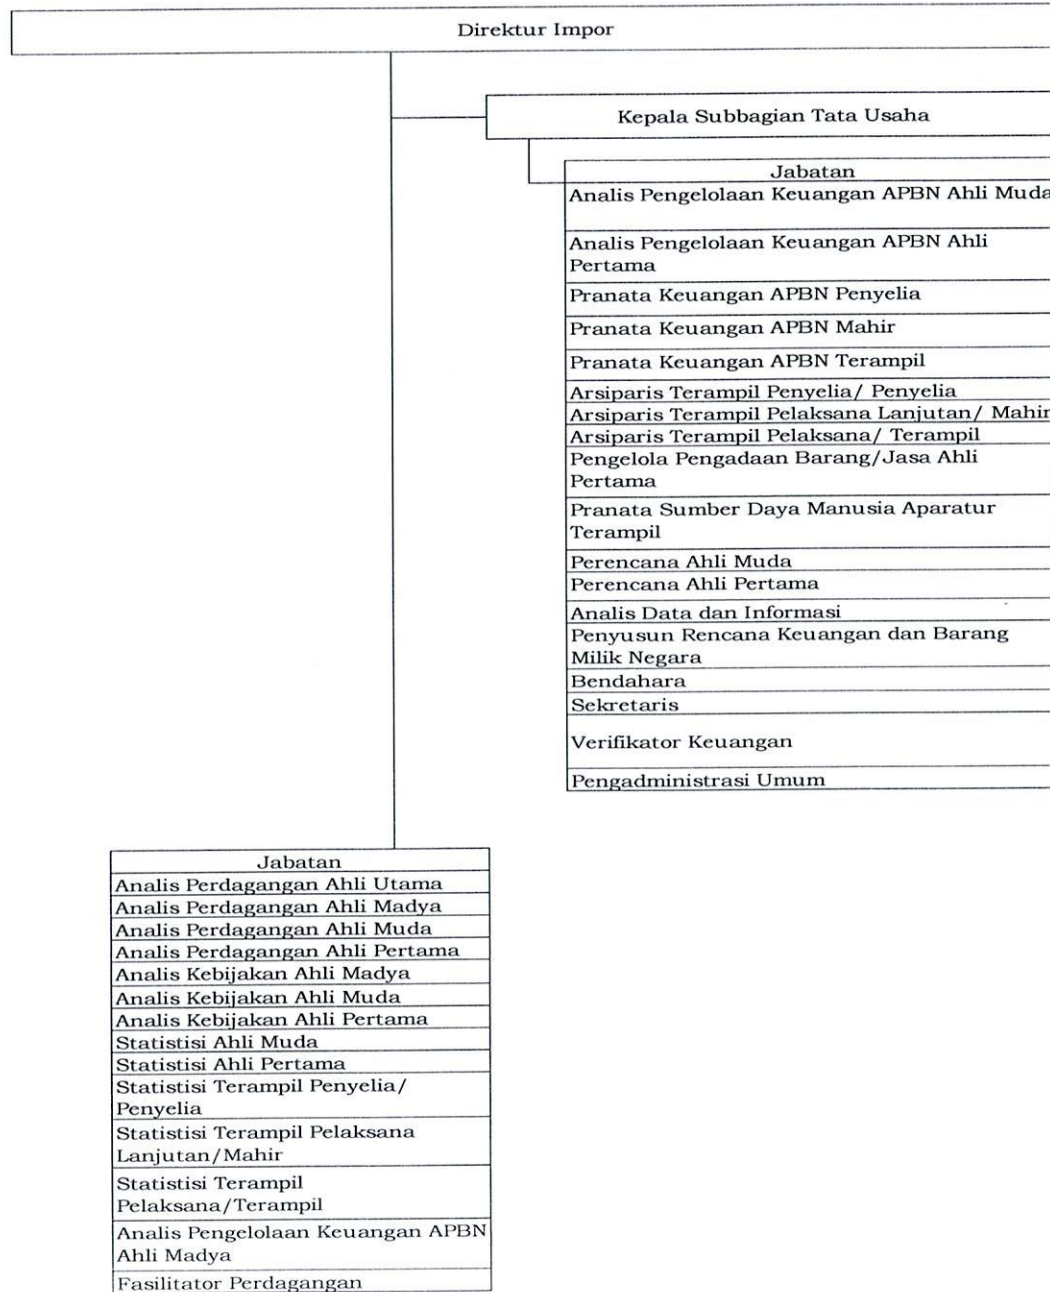 Direktur Impor
Kepala Subbagian Tata Usaha
Jabatan
Analis Pengelolaan Keuangan APBN Ahli Muda
Analis Pengelolaan Keuangan APBN Ahli
Pertama
Pranata Keuangan APBN Penyelia
Pranata Keuangan APBN Mahir
Pranata Keuangan APBN Terampil
Arsiparis Terampil Penyelia/ Penyelia
Arsiparis Terampil Pelaksana Lanjutan/ Mahir
Arsiparis Terampil Pelaksana/ Terampil
Pengelola Pengadaan Barang/Jasa Ahli
Pertama
Pranata Sumber Daya Manusia Aparatur
Terampil
Perencana Ahli Muda
Perencana Ahli Pertama
Analis Data dan Informasi
Penyusun Rencana Keuangan dan Barang
Milik Negara
Bendahara
Sekretaris
Verifikator Keuangan
Pengadministrasi Umum
Jabatan
Analis Perdagangan Ahli Utama
Analis Perdagangan Ahli Madya
Analis Perdagangan Ahli Muda
Analis Perdagangan Ahli Pertama
Analis Kebijakan Ahli Madya
Analis Kebijakan Ahli Muda
Analis Kebijakan Ahli Pertama
Statistisi Ahli Muda
Statistisi Ahli Pertama
Statistisi Terampil Penyelia/
Penyelia
Statistisi Terampil Pelaksana
Lanjutan/Mahir
Statistisi Terampil
Pelaksana/Terampil
Analis Pengelolaan Keuangan APBN
Ahli Madya
Fasilitator Perdagangan